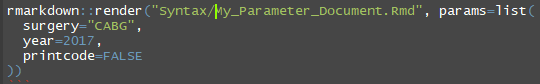 rmarkdown::render("Syntax/My_Parameter_Document.Rmd", params=list(
  surgery="CABG",
  year=2017,
  printcode=FALSE
))